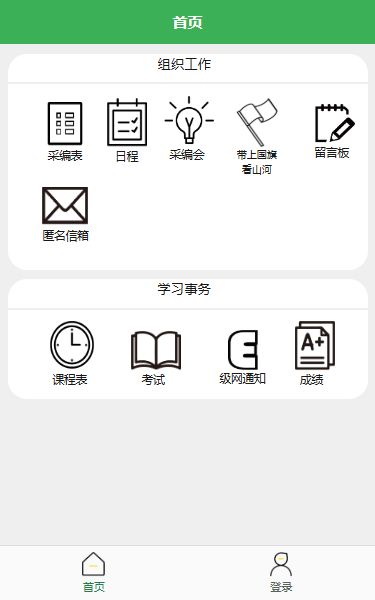 首页
组织工作
采编表
日程
采编会
带上国旗
看山河
留言板
匿名信箱
学习事务
课程表
考试
级网通知
A+
成绩
首页
登录